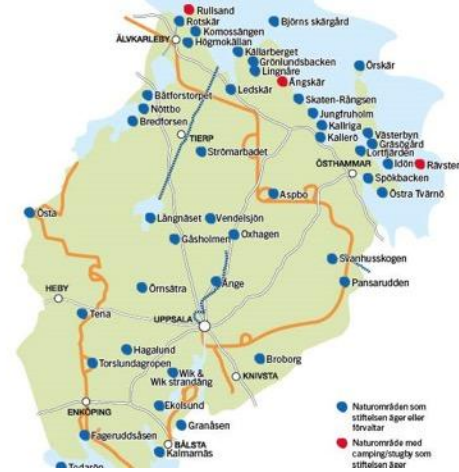 Rullsand
Rotskär
Björns skärgård
Komossängen
ÄLVKARLEBY
Högmokällan
Källarberget
Grönlundsbacken
Lingnåre
Örskär
Ängskär
Ledskär
Båtforstorpet
Skaten-Rångsen
Nöttbo
Jungfruholm
Bredforsen
Kallriga
TIERP
Västerbyn
Kallerö
Gräsögård
Strömarbadet
Lortfjärden
ÖSTHAMMAR
Idön
Rävsten
Spökbacken
Aspbo
Östra Tvärnö
Östa
Långnäset
Vendelsjön
Gåsholmen
Oxhagen
Svanhusskogen
HEBY
Örnsätra
Ånge
Pansarudden
Tena
UPPSALA
Hagalund
Broborg
Torslundagropen
Wik &
Wik strandäng
KNIVSTA
Ekolsund
Naturområden som
stiftelsen äger eller
förvaltar
ENKÖPING
Granåsen
Fageruddsåsen
BÅLSTA
Kalmarnäs
Naturområde med
camping/stugby som
stiftelsen äger